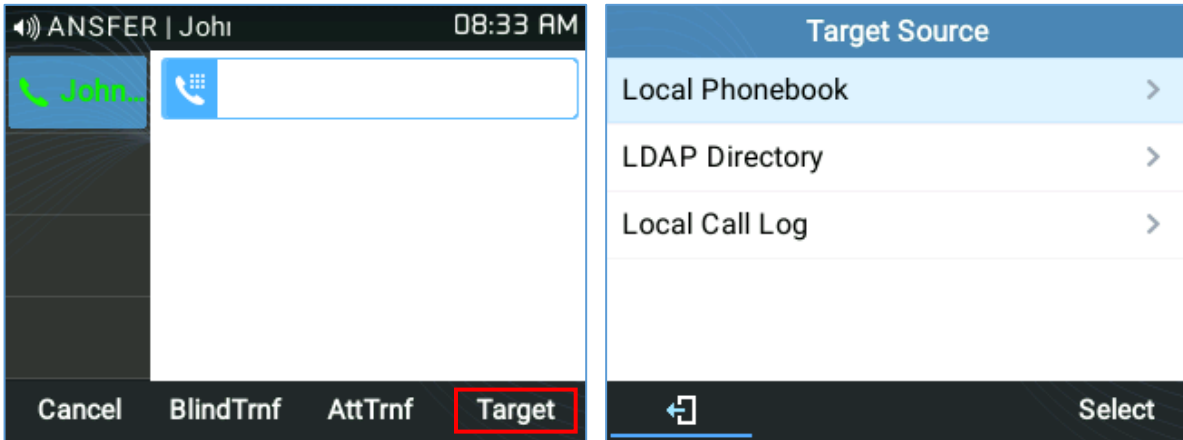 ANSFER | Johı
08:33 AM
John...
Cancel BlindTrnf AttTrnf Target
Target Source
Local Phonebook
LDAP Directory
Local Call Log
Select